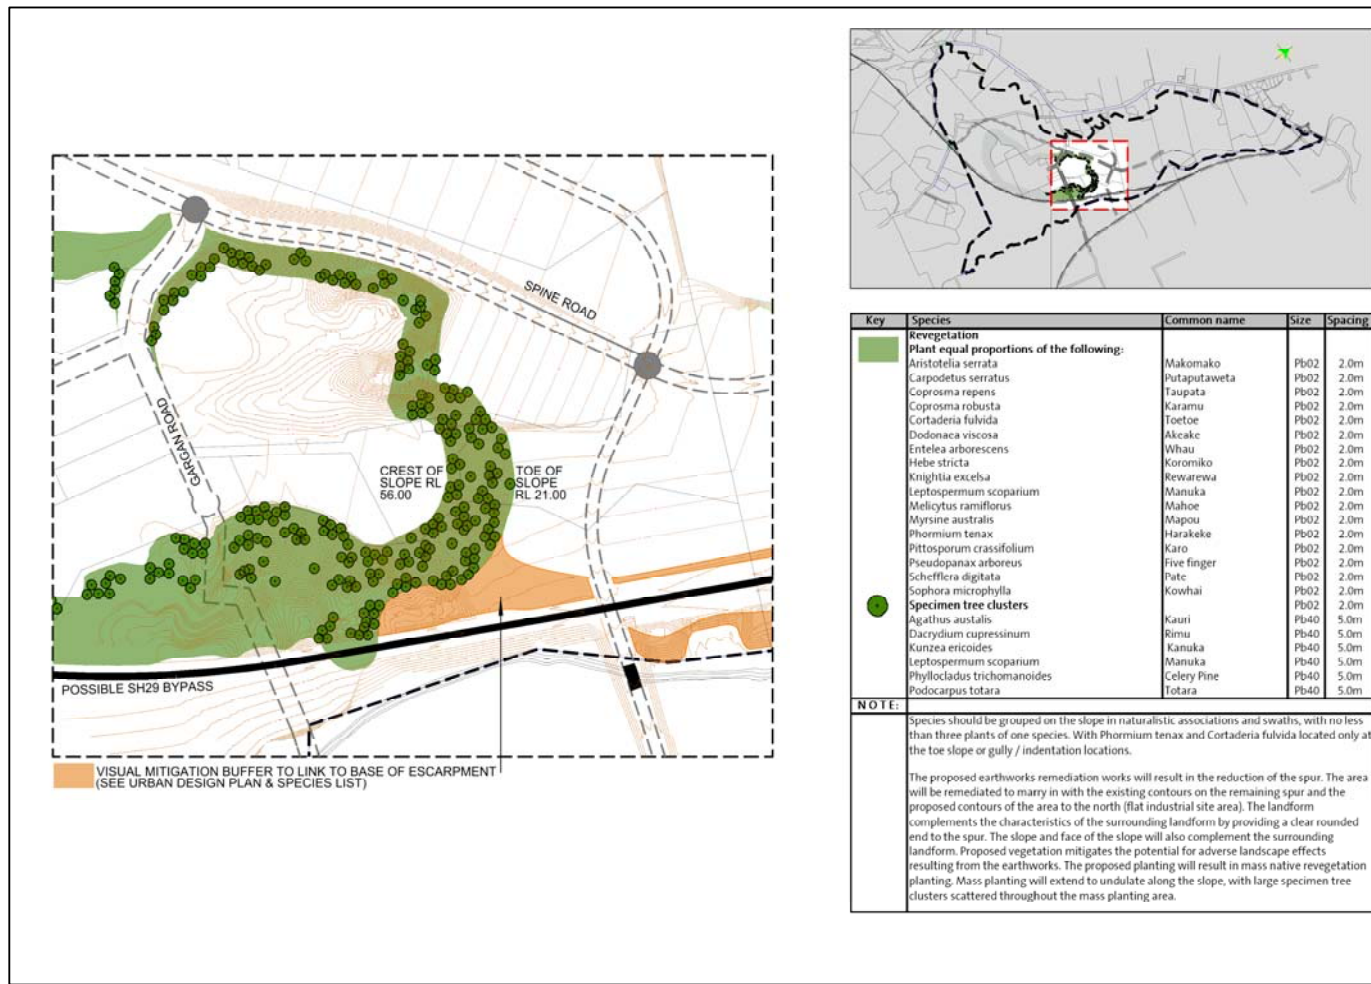 SPINE ROAD
GARGAN ROAD
CREST OF
SLOPE RL
56.00
TOE OF
SLOPE
RL 21.00
POSSIBLE SH29 BYPASS
VISUAL MITIGATION BUFFER TO LINK TO BASE OF ESCARPMENT
(SEE URBAN DESIGN PLAN & SPECIES LIST)
Key Species Common name Size Spacing
Revegetation
Plant equal proportions of the following:
Aristotelia serrata Makomako Pb02 2.0m
Carpodetus serratus Putaputaweta Pb02 2.0m
Coprosma repens Taupata Pb02 2.0m
Coprosma robusta Karamu Pb02 2.0m
Cortaderia fulvida Toetoe Pb02 2.0m
Dodonaea viscosa Akeake Pb02 2.0m
Entelea arborescens Whau Pb02 2.0m
Hebe stricta Koromiko Pb02 2.0m
Knightia excelsa Rewarewa Pb02 2.0m
Leptospermum scoparium Manuka Pb02 2.0m
Melicytus ramiflorus Mahoe Pb02 2.0m
Myrsine australis Mapou Pb02 2.0m
Phormium tenax Harakeke Pb02 2.0m
Pittosporum crassifolium Karo Pb02 2.0m
Pseudopanax arboreus Five finger Pb02 2.0m
Schefflera digitata Pate Pb02 2.0m
Sophora microphylla Kowhai Pb02 2.0m
Specimen tree clusters Pb02 2.0m
Agathus austalis Kauri Pb40 5.0m
Dacrydium cupressinum Rimu Pb40 5.0m
Kunzea ericoides Kanuka Pb40 5.0m
Leptospermum scoparium Manuka Pb40 5.0m
Phyllocladus trichomanoides Celery Pine Pb40 5.0m
Podocarpus totara Totara Pb40 5.0m
NOTE:
Species should be grouped on the slope in naturalistic associations and swaths, with no less
than three plants of one species. With Phormium tenax and Cortaderia fulvida located only at
the toe slope or gully / indentation locations.
The proposed earthworks remediation works will result in the reduction of the spur. The area
will be remediated to marry in with the existing contours on the remaining spur and the
proposed contours of the area to the north (flat industrial site area). The landform
complements the characteristics of the surrounding landform by providing a clear rounded
end to the spur. The slope and face of the slope will also complement the surrounding
landform. Proposed vegetation mitigates the potential for adverse landscape effects
resulting from the earthworks. The proposed planting will result in mass native revegetation
planting. Mass planting will extend to undulate along the slope, with large specimen tree
clusters scattered throughout the mass planting area.